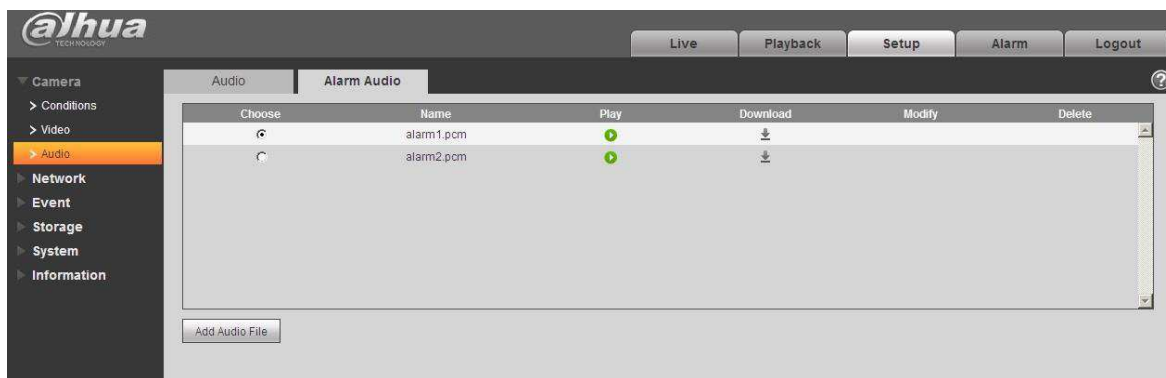 alhua
TECHNOLOGY
Live Playback Setup Alarm Logout
Camera
> Conditions
> Video
> Audio
Network
Event
Storage
System
Information
Audio Alarm Audio
?
Choose Name Play Download Modify Delete
alarm1.pcm
alarm2.pcm
Add Audio File